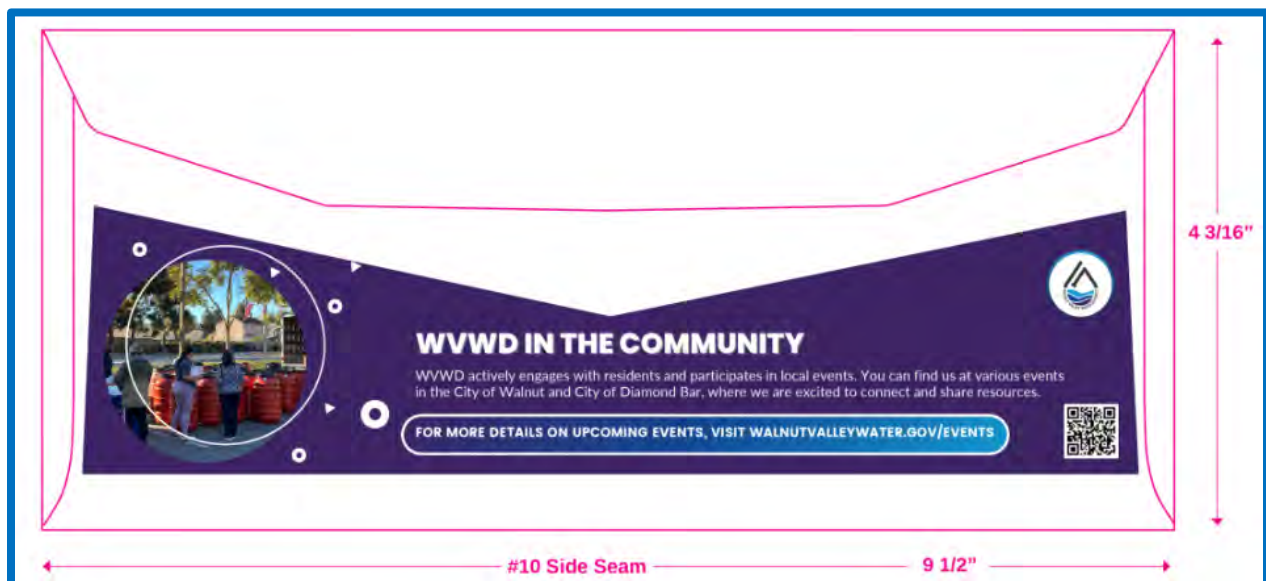 4 3/16”
WVWD IN THE COMMUNITY
WVWD actively engages with residents and participates in local events. You can find us at various events
in the City of Walnut and City of Diamond Bar, where we are excited to connect and share resources.
FOR MORE DETAILS ON UPCOMING EVENTS, VISIT WALNUTVALLEYWATER.GOV/EVENTS
#10 Side Seam
9 1/2”